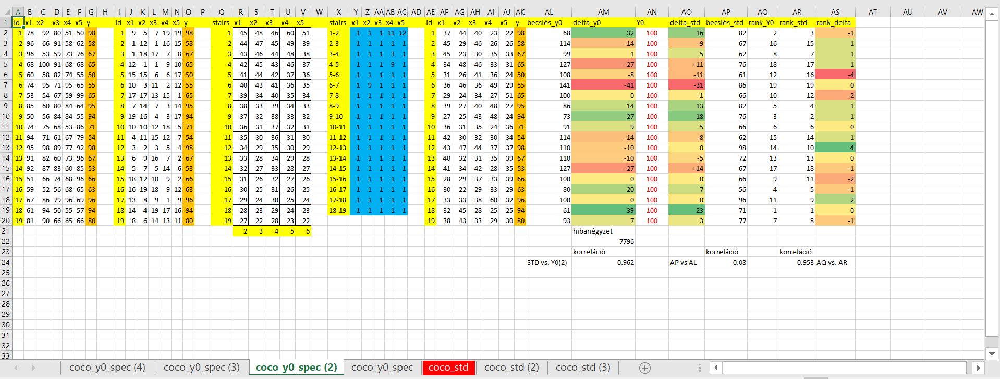 A B C D E F G H I J K L M N O P Q R S T U V W X Y Z AA AB AC AD AE AF AG AH AI AJ AK AL AM AN AO AP AQ AR AS AT AU AV AW
1 id x1 x2 x3 x4 x5 y id x1 x2 x3 x4 x5 y stairs x1 x2 x3 x4 x5 stairs x1 x2 x3 x4 x5 id x1 x2 x3 x4 x5 y becslés_y0 delta_y0 Y0 delta_std becslés_std rank_Y0 rank_std rank_delta
2 1 78 92 80 51 50 98 1 9 5 7 19 19 98 1 45 48 46 60 51 1-2 1 1 1 11 12 1 37 44 40 23 22 98 68 32 100 16 82 2 3 -1
3 2 96 66 91 58 62 58 2 1 12 1 16 15 58 2 44 47 45 49 39 2-3 1 1 1 1 1 2 45 29 46 26 26 58 114 -14 100 -9 67 16 15 1
4 3 96 53 59 73 76 67 3 1 18 17 7 8 67 3 43 46 44 48 38 3-4 1 1 1 3 1 3 45 23 30 35 33 67 99 1 100 5 62 8 7 1
5 4 68 100 91 68 68 65 4 12 1 1 9 10 65 4 42 45 43 46 37 4-5 1 1 1 9 1 4 34 48 46 33 31 65 127 -27 100 -11 76 18 17 1
6 5 60 58 82 74 55 50 5 15 15 6 6 17 50 5 41 44 42 37 36 5-6 1 1 1 1 1 5 31 26 41 36 24 50 108 -8 100 -11 61 12 16 -4
7 6 74 95 71 95 65 55 6 10 3 11 2 12 55 6 40 43 41 36 35 6-7 1 9 1 1 1 6 36 46 36 49 29 55 141 -41 100 -31 86 19 19 0
8 7 53 54 67 59 99 65 7 17 17 13 15 1 65 7 39 34 40 35 34 7-8 1 1 1 1 1 7 29 24 34 27 51 65 100 0 100 -1 66 10 12 -2
9 8 85 60 80 84 64 95 8 7 14 7 3 14 95 8 38 33 39 34 33 8-9 1 1 1 1 1 8 39 27 40 48 27 95 86 14 100 13 82 5 4 1
10 9 50 56 84 84 55 94 9 19 16 4 3 17 94 9 37 32 38 33 32 9-10 1 1 1 1 1 9 27 25 43 48 24 94 73 27 100 18 76 3 2 1
11 10 74 75 68 53 86 71 10 10 10 12 18 5 71 10 36 31 37 32 31 10-11 1 1 1 1 1 10 36 31 35 24 36 71 91 9 100 5 66 6 6 0
12 11 94 71 61 67 79 54 11 4 11 15 12 7 54 11 35 30 36 31 30 11-12 1 1 1 1 1 11 42 30 32 30 34 54 114 -14 100 -8 62 15 14 1
13 12 95 98 89 77 92 98 12 3 2 3 5 4 98 12 34 29 35 30 29 12-13 1 1 1 1 1 12 43 47 44 37 37 98 110 -10 100 0 98 14 10 4
14 13 91 82 60 73 96 67 13 6 9 16 7 2 67 13 33 28 34 29 28 13-14 1 1 1 1 1 13 40 32 31 35 39 67 110 -10 100 -5 72 13 13 0
15 14 92 87 83 60 85 53 14 5 7 5 14 6 53 14 32 27 33 28 27 14-15 1 1 1 1 1 14 41 34 42 28 35 53 127 -27 100 -14 67 17 18 -1
16 15 51 66 74 68 96 66 15 18 12 10 9 2 66 15 31 26 32 27 26 15-16 1 1 1 1 1 15 28 29 37 33 39 66 100 0 100 0 66 9 11 -2
17 16 59 52 56 68 65 63 16 16 19 18 9 12 63 16 30 25 31 26 25 16-17 1 1 1 1 1 16 30 22 29 33 29 63 80 20 100 7 56 4 5 -1
18 17 67 86 79 96 69 96 17 13 8 9 1 9 96 17 29 24 30 25 24 17-18 1 1 1 1 1 17 33 33 38 60 32 96 100 0 100 0 96 11 9 2
19 18 61 94 50 55 57 94 18 14 4 19 17 16 94 18 28 23 29 24 23 18-19 1 1 1 1 1 18 32 45 28 25 25 94 61 39 100 23 71 1 1 0
20 19 81 90 66 65 66 80 19 8 6 14 13 11 80 19 27 22 28 23 22 19 38 43 33 29 30 80 93 7 100 3 77 7 8 -1
21 2 3 4 5 6 hibanégyzet
22 7796
23 korreláció korreláció korreláció
24 STD vs. Y0(2) 0.962 AP vs AL 0.08 0.953 AQ vs. AR
25
26
27
28
29
30
31
32
33
coco_y0_spec (4) coco_y0_spec (3) coco_y0_spec (2) coco_y0_spec coco_std coco_std (2) coco_std (3)